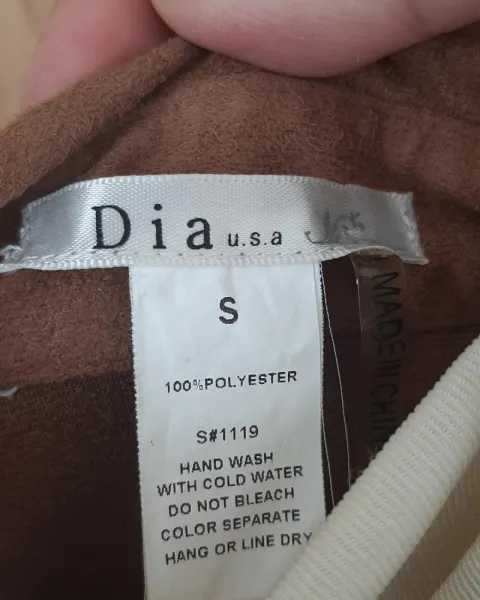 Dia u.s.a
S
100%POLYESTER
S#1119
HAND WASH
WITH COLD WATER
DO NOT BLEACH
COLOR SEPARATE
HANG OR LINE DRY
MADE IN